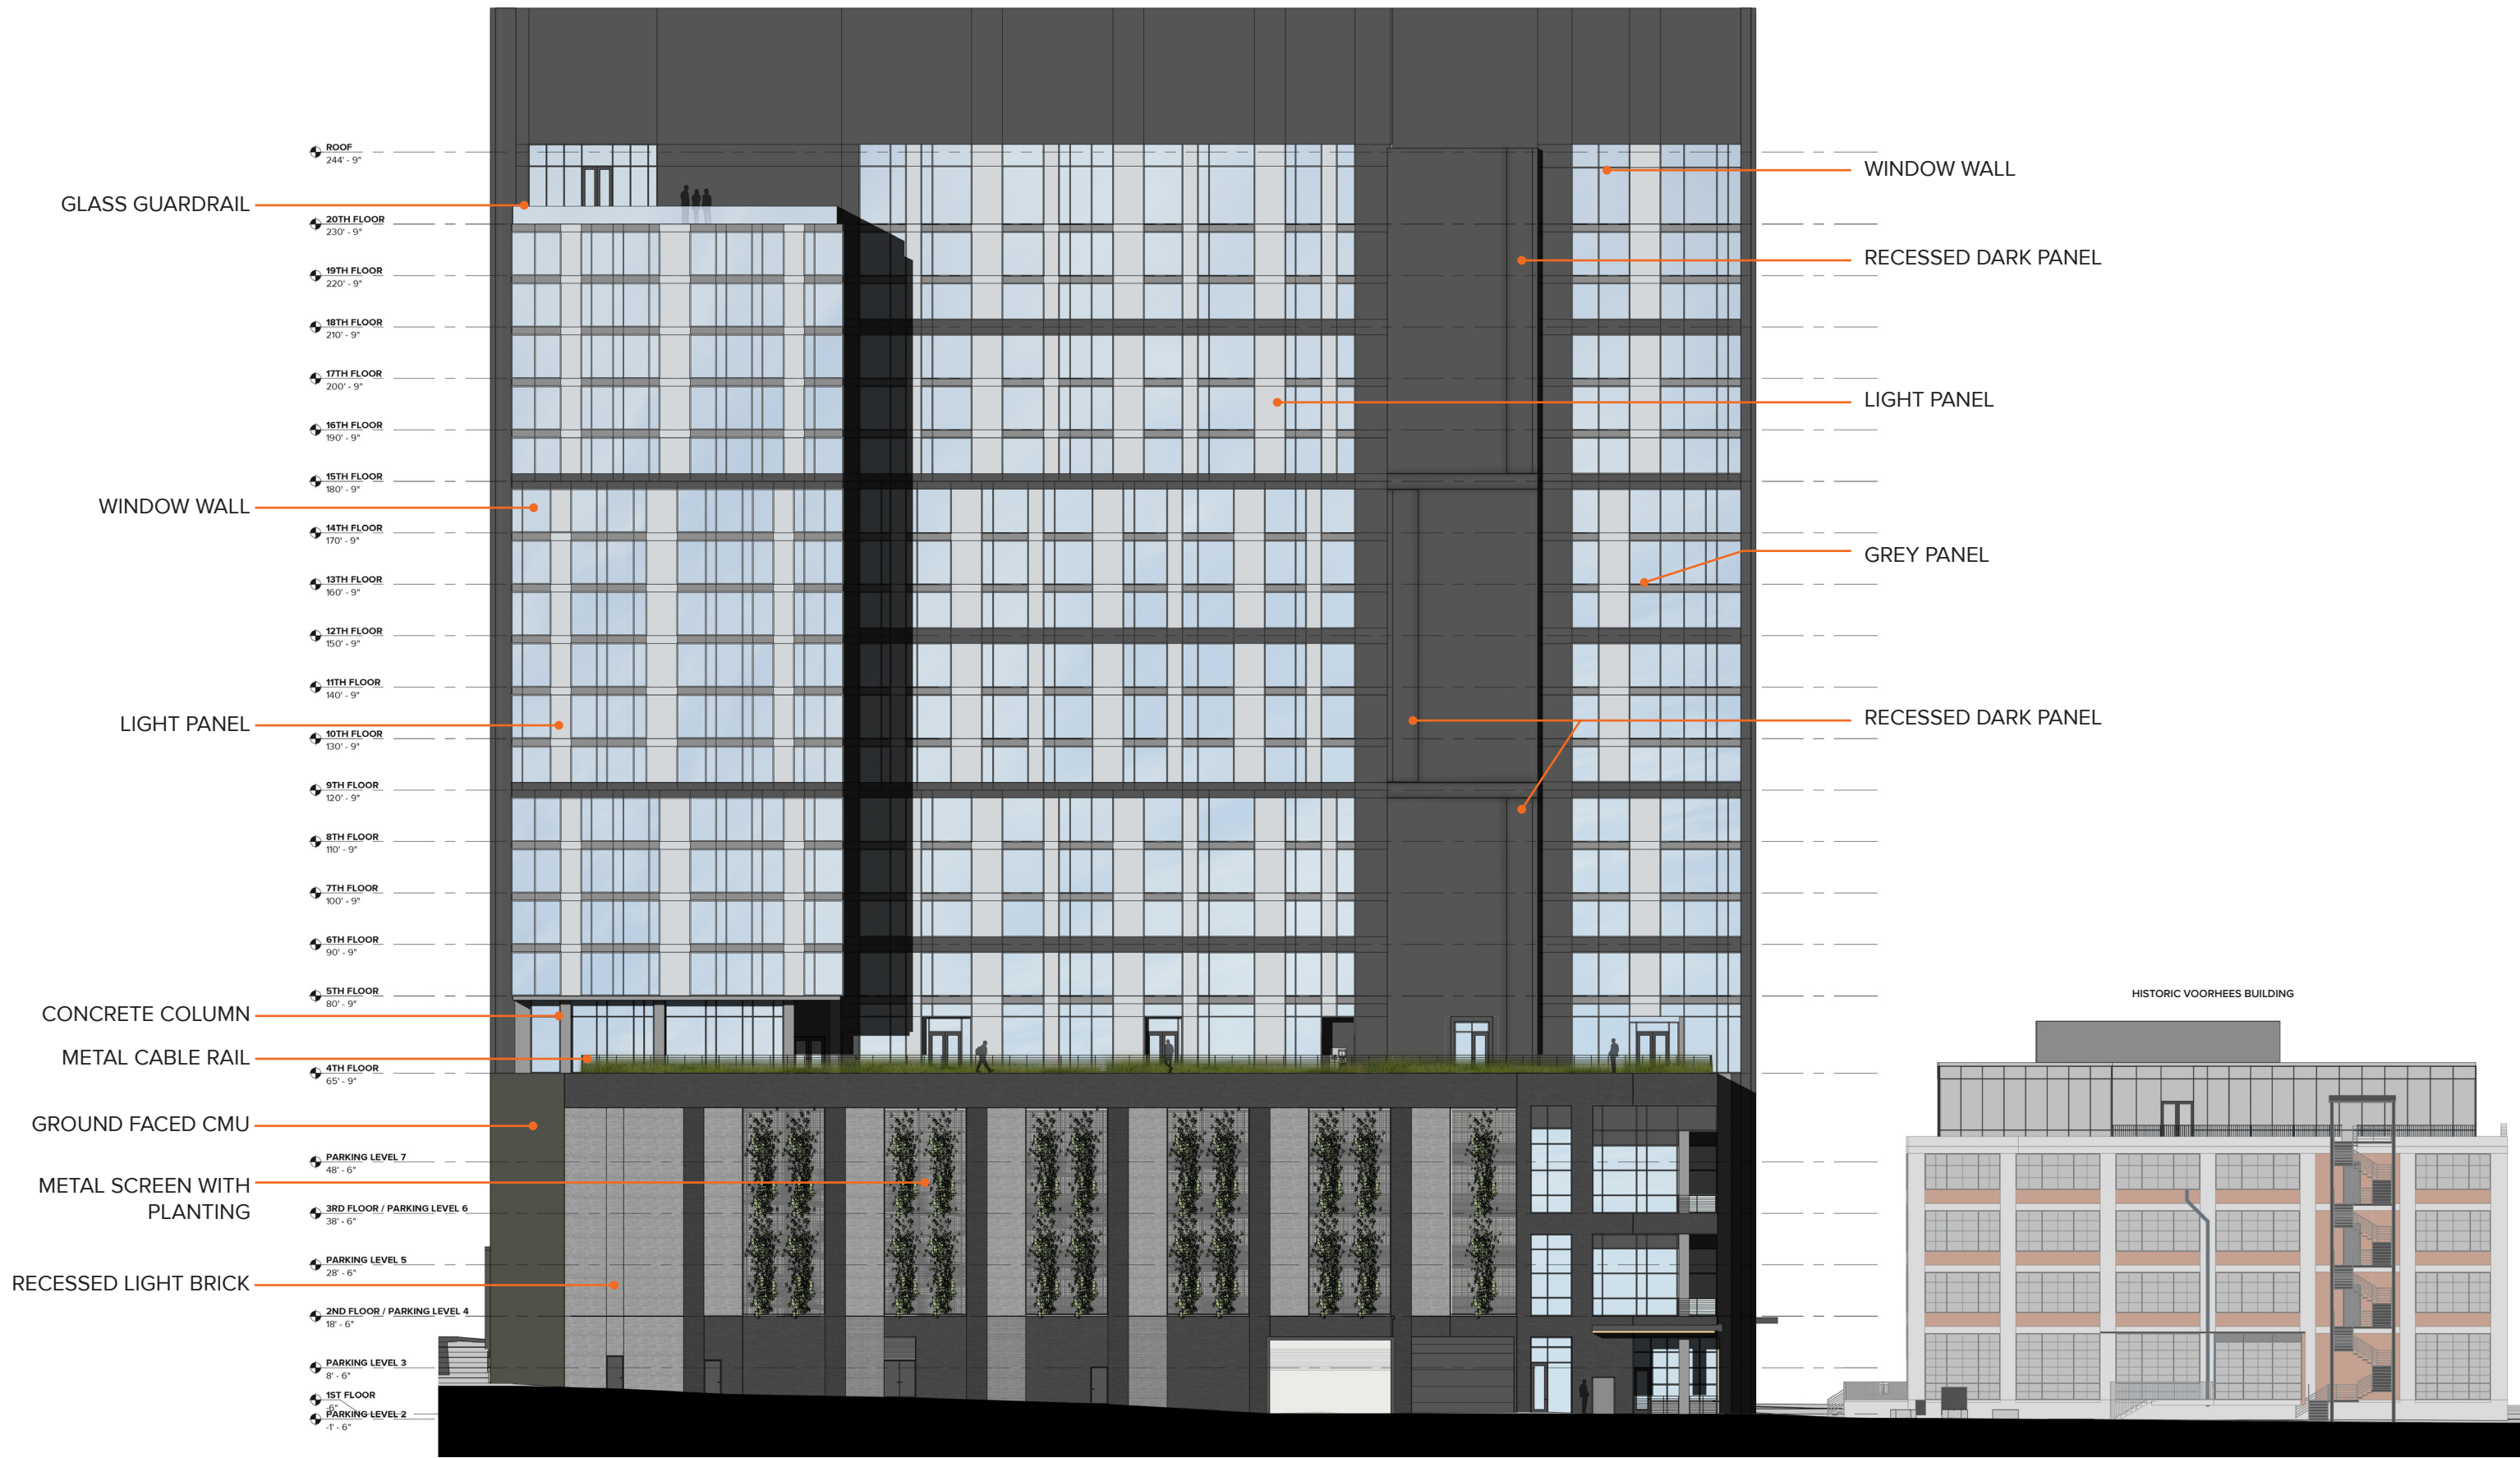 ROOF
244' - 9"
GLASS GUARDRAIL
20TH FLOOR
230' - 9"
19TH FLOOR
220' - 9"
18TH FLOOR
210' - 9"
17TH FLOOR
200' - 9"
16TH FLOOR
190' - 9"
15TH FLOOR
180' - 9"
WINDOW WALL
14TH FLOOR
170' - 9"
13TH FLOOR
160' - 9"
12TH FLOOR
150' - 9"
11TH FLOOR
140' - 9"
LIGHT PANEL
10TH FLOOR
130' - 9"
9TH FLOOR
120' - 9"
8TH FLOOR
110' - 9"
7TH FLOOR
100' - 9"
6TH FLOOR
90' - 9"
5TH FLOOR
80' - 9"
CONCRETE COLUMN
METAL CABLE RAIL
4TH FLOOR
65' - 9"
GROUND FACED CMU
PARKING LEVEL 7
48' - 6"
METAL SCREEN WITH
PLANTING
3RD FLOOR / PARKING LEVEL 6
38' - 6"
PARKING LEVEL 5
28' - 6"
RECESSED LIGHT BRICK
2ND FLOOR / PARKING LEVEL 4
18' - 6"
PARKING LEVEL 3
8' - 6"
1ST FLOOR
-6"
PARKING LEVEL 2
-1' - 6"
WINDOW WALL
RECESSED DARK PANEL
LIGHT PANEL
GREY PANEL
RECESSED DARK PANEL
HISTORIC VOORHEES BUILDING